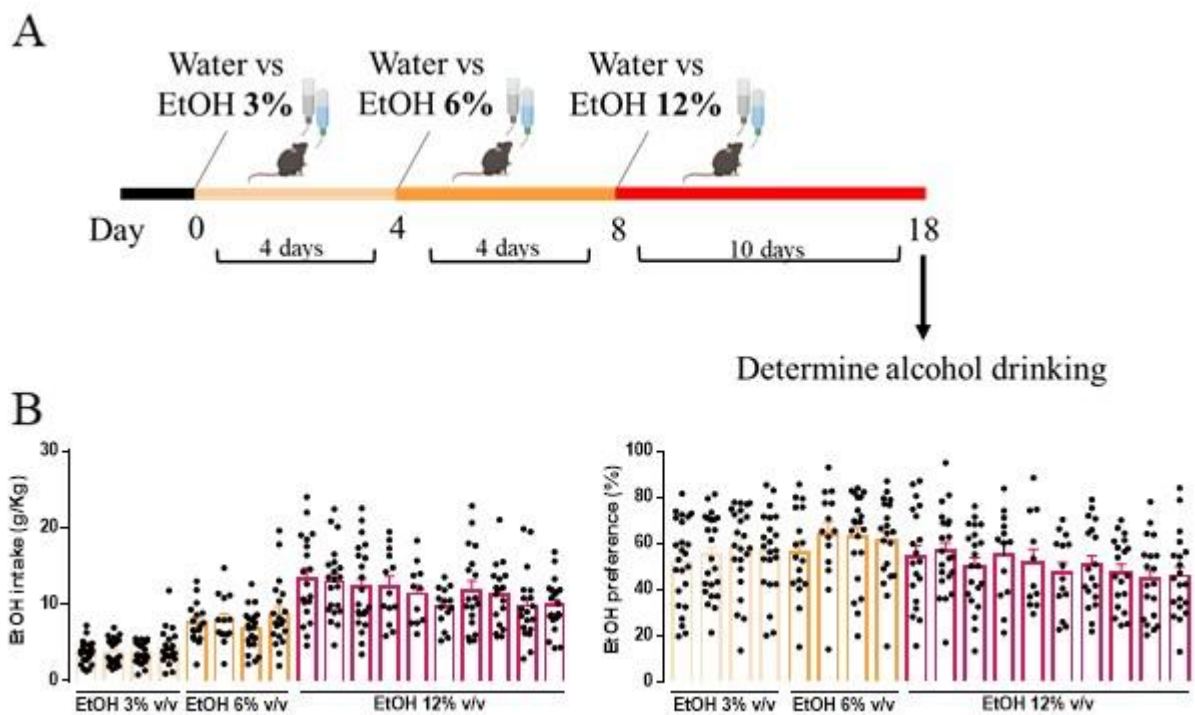 A
Water vs
EtOH 3%
Water vs
EtOH 6%
Water vs
EtOH 12%
Day 0 4 8 18
4 days 4 days 10 days
Determine alcohol drinking
B
EtOH intake (g/Kg)
30
20
10
0
EtOH 3% v/v EtOH 6% v/v EtOH 12% v/v
EtOH preference (%)
100
80
60
40
20
0
EtOH 3% v/v EtOH 6% v/v EtOH 12% v/v